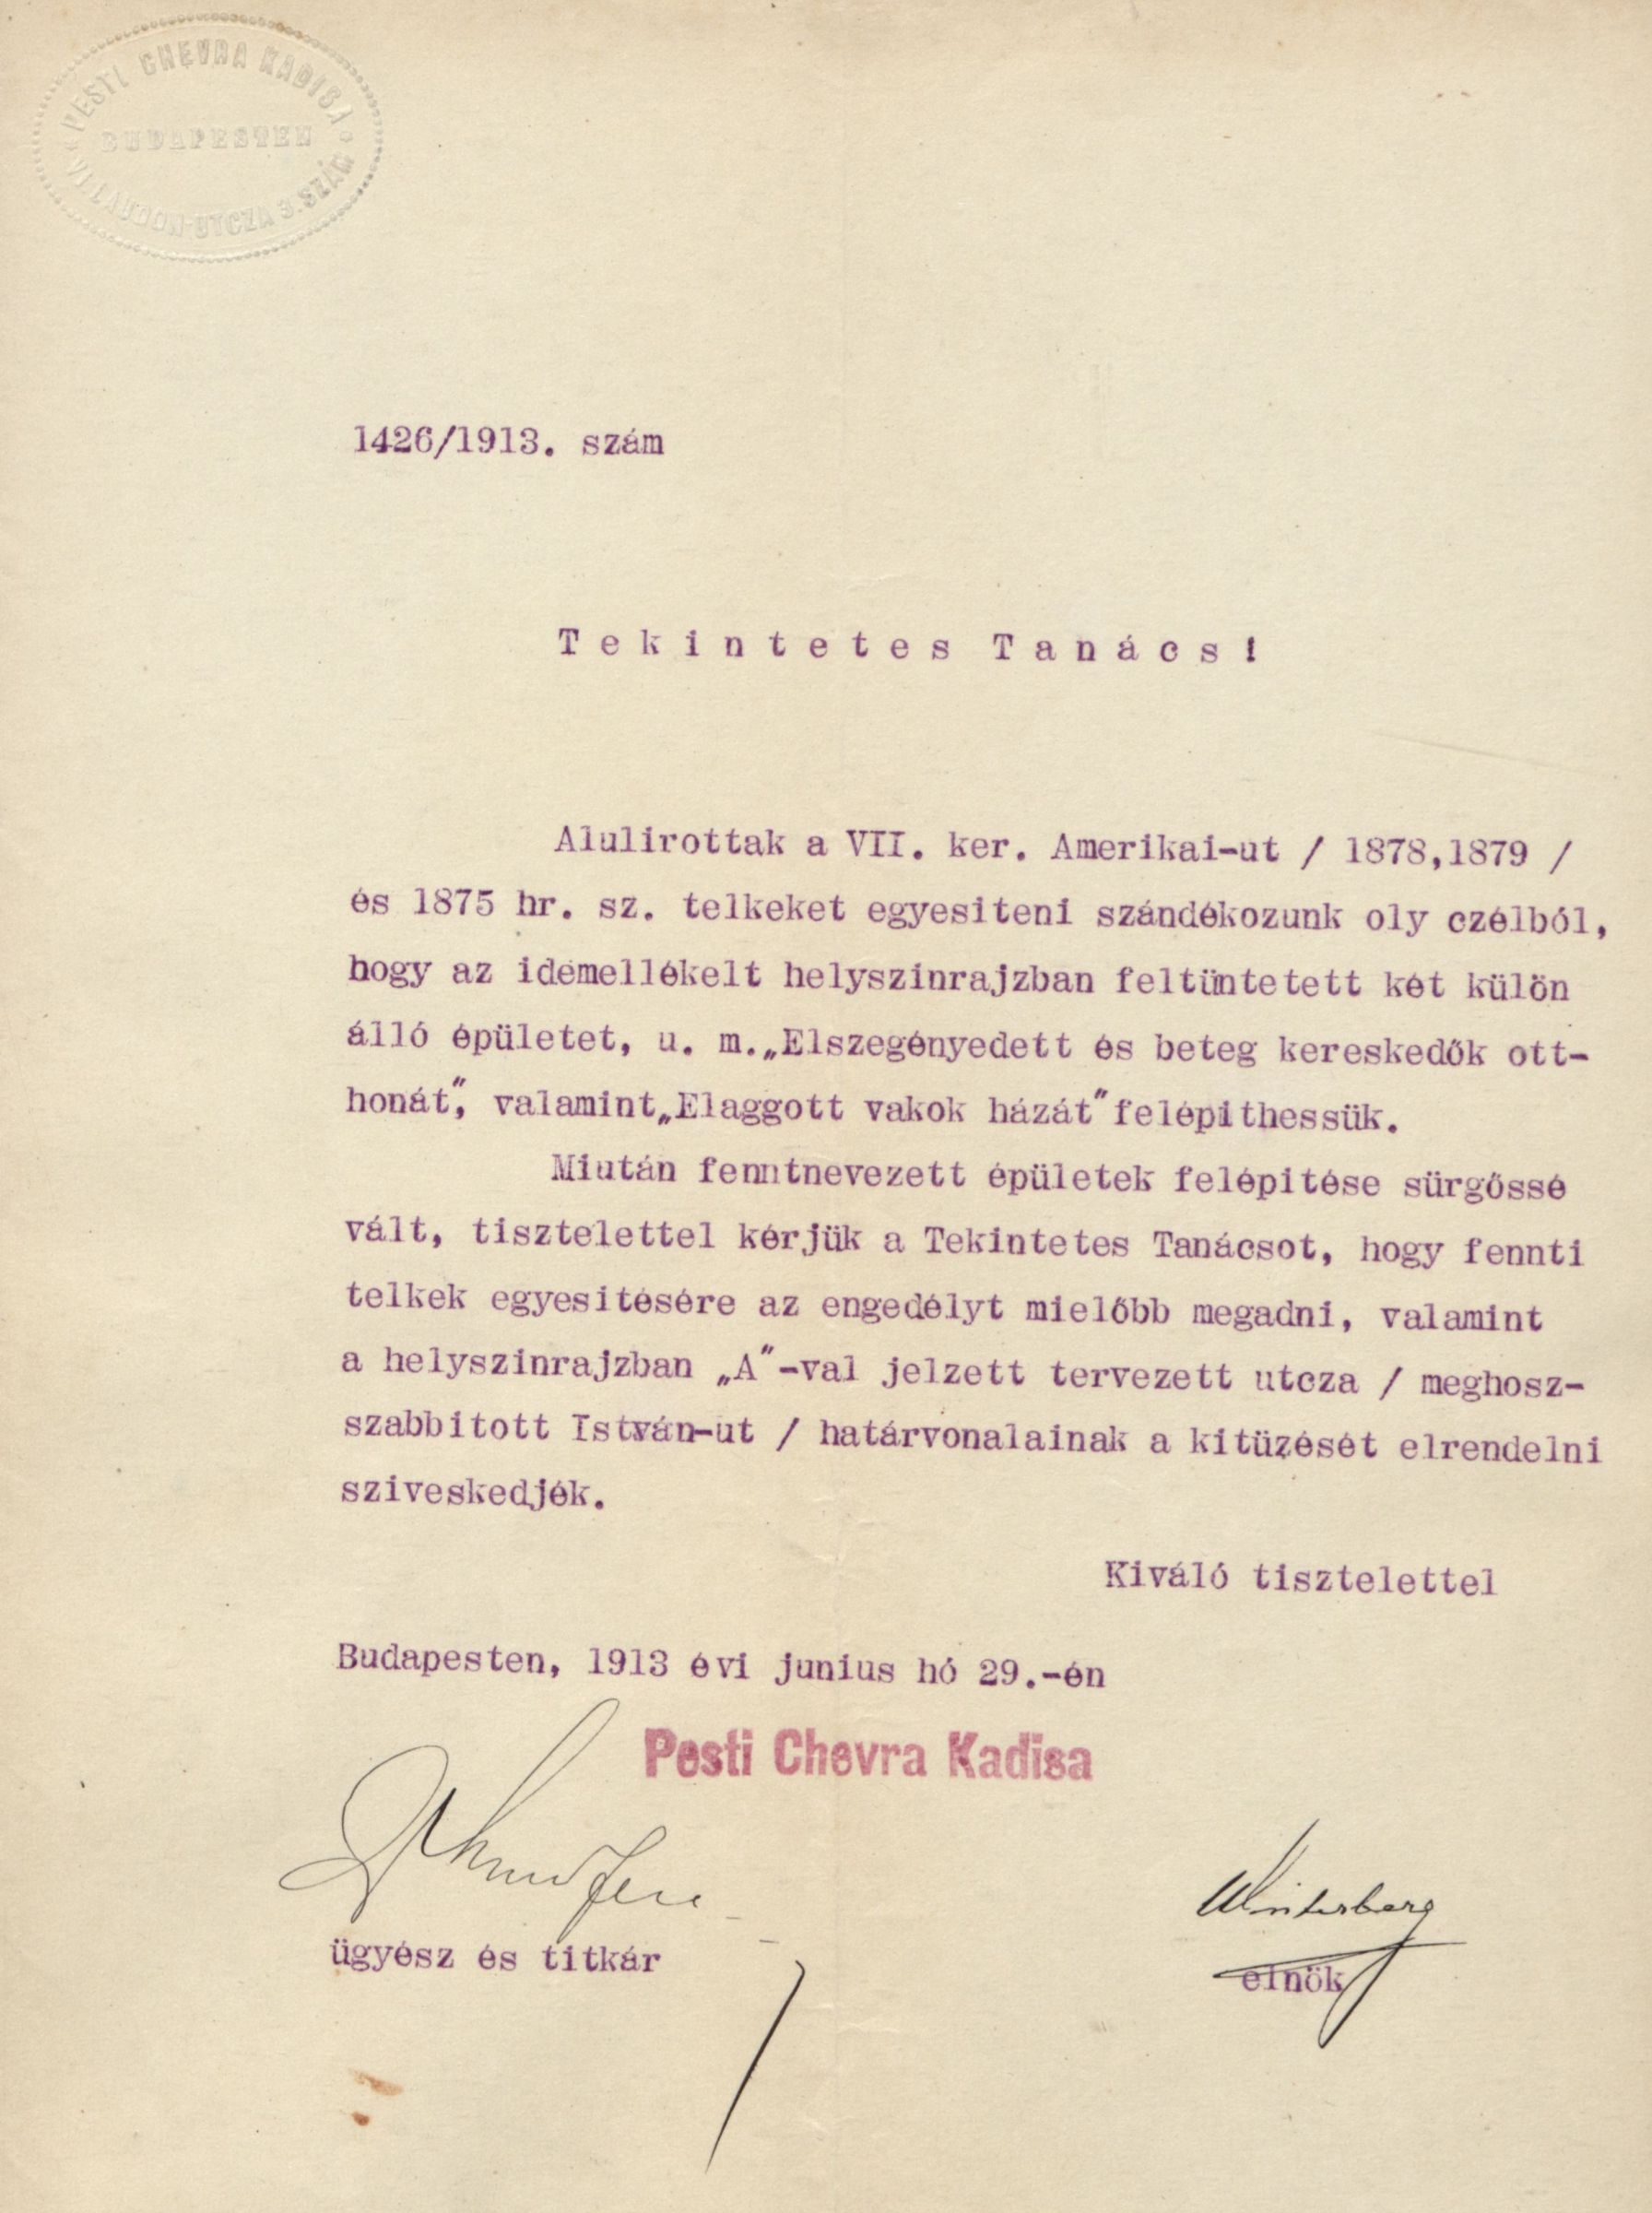 PESTI CHEVRA KADISA
BUDAPESTEN
VI LAUDON-UTCZA 3. SZÁM
1426/1913. szám
Tekintetes Tanács!
Alulirottak a VII. ker. Amerikai-ut / 1878,1879 /
és 1875 hr. sz. telkeket egyesiteni szándékozunk oly czélból,
hogy az idemellékelt helyszinrajzban feltüntetett két külön
álló épületet, u. m. „Elszegényedett és beteg kereskedők ott-
honát", valamint „Elaggott vakok házát" felépithessük.
Miután fenntnevezett épületek felépitése sürgőssé
vált, tisztelettel kérjük a Tekintetes Tanácsot, hogy fennti
telkek egyesitésére az engedélyt mielőbb megadni, valamint
a helyszinrajzban „A"-val jelzett tervezett utcza / meghosz-
szabbitott István-ut / határvonalainak a kitüzését elrendelni
sziveskedjék.
Kiváló tisztelettel
Budapesten, 1913 évi junius hó 29.-én
Pesti Chevra Kadisa
Winterberg
ügyész és titkár
elnök